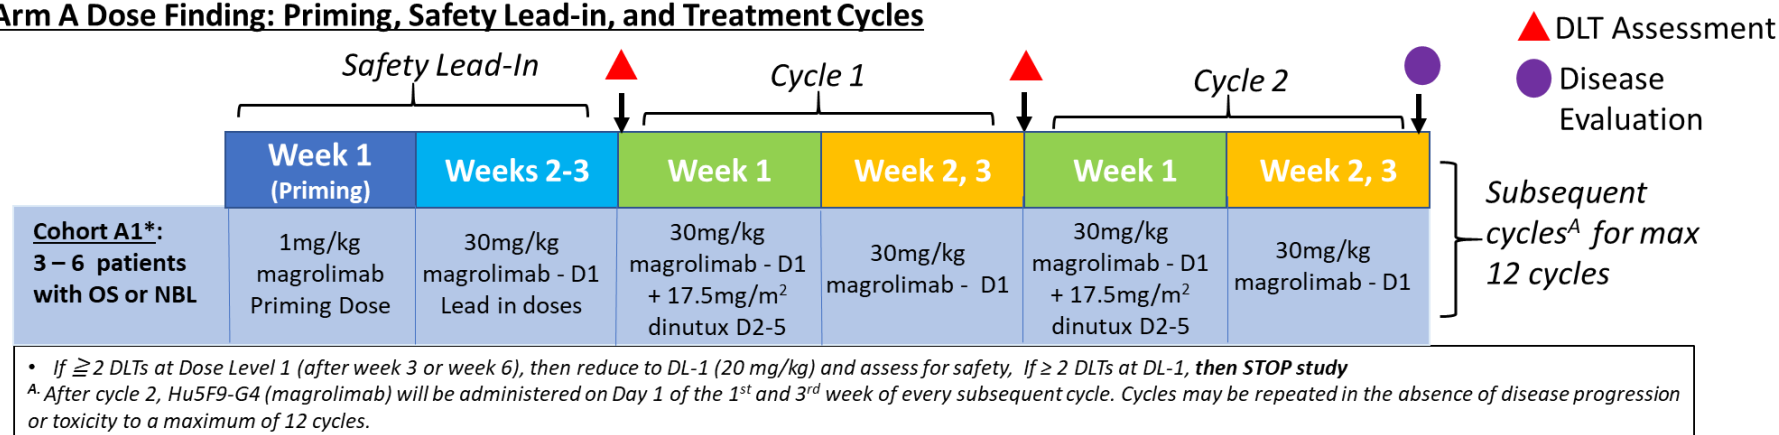 Arm A Dose Finding: Priming, Safety Lead-in, and Treatment Cycles
DLT Assessment
Disease
Evaluation
Safety Lead-In
Cycle 1
Cycle 2
Week 1
(Priming)
Weeks 2-3
Week 1
Week 2, 3
Week 1
Week 2, 3
Cohort A1*:
3 – 6 patients
with OS or NBL
1mg/kg
magrolimab
Priming Dose
30mg/kg
magrolimab - D1
Lead in doses
30mg/kg
magrolimab - D1
+ 17.5mg/m²
dinutux D2-5
30mg/kg
magrolimab - D1
30mg/kg
magrolimab - D1
+ 17.5mg/m²
dinutux D2-5
30mg/kg
magrolimab - D1
Subsequent
cyclesᴬ for max
12 cycles
• If ≧2 DLTs at Dose Level 1 (after week 3 or week 6), then reduce to DL-1 (20 mg/kg) and assess for safety, If ≥ 2 DLTs at DL-1, then STOP study
A. After cycle 2, Hu5F9-G4 (magrolimab) will be administered on Day 1 of the 1st and 3rd week of every subsequent cycle. Cycles may be repeated in the absence of disease progression
or toxicity to a maximum of 12 cycles.